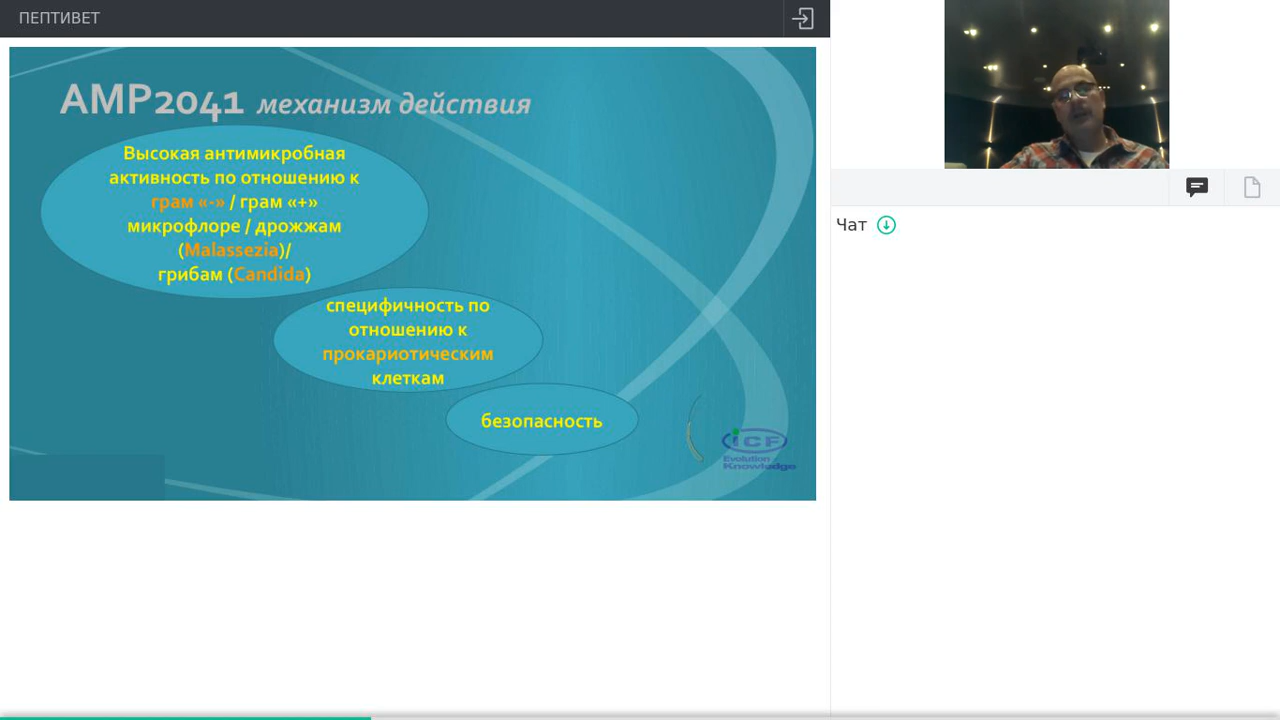 ПЕПТИВЕТ
AMP2041 механизм действия
Высокая антимикробная
активность по отношению к
грам «-» / грам «+»
микрофлоре / дрожжам
(Malassezia)/
грибам (Candida)
специфичность по
отношению к
прокариотическим
клеткам
безопасность
iCF
Evolution
Knowledge
Чат